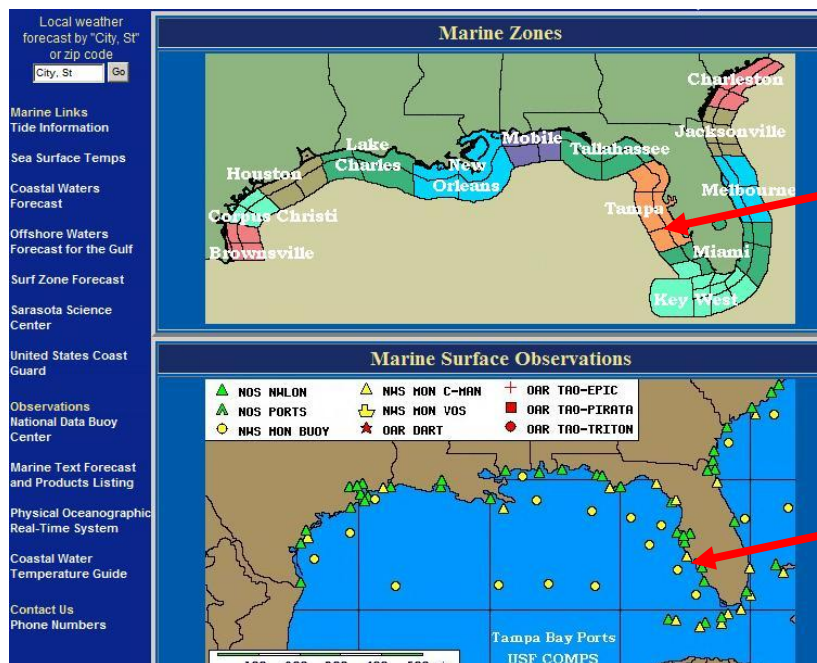 Local weather
forecast by "City, St"
or zip code
City, St
Go
Marine Links
Tide Information
Sea Surface Temps
Coastal Waters
Forecast
Offshore Waters
Forecast for the Gulf
Surf Zone Forecast
Sarasota Science
Center
United States Coast
Guard
Observations
National Data Buoy
Center
Marine Text Forecast
and Products Listing
Physical Oceanographic
Real-Time System
Coastal Water
Temperature Guide
Contact Us
Phone Numbers
Marine Zones
Charleston
Jacksonville
Mobile
Lake
Charles
Tallahassee
New
Orleans
Houston
Melbourne
Tampa
Corpus Christi
Miami
Brownsville
Key West
Marine Surface Observations
NOS NWLON
NWS MON C-MAN
OAR TAO-EPIC
NOS PORTS
NWS MON VOS
OAR TAO-PIRATA
NWS MON BUOY
OAR DART
OAR TAO-TRITON
Tampa Bay Ports
USF COMPS